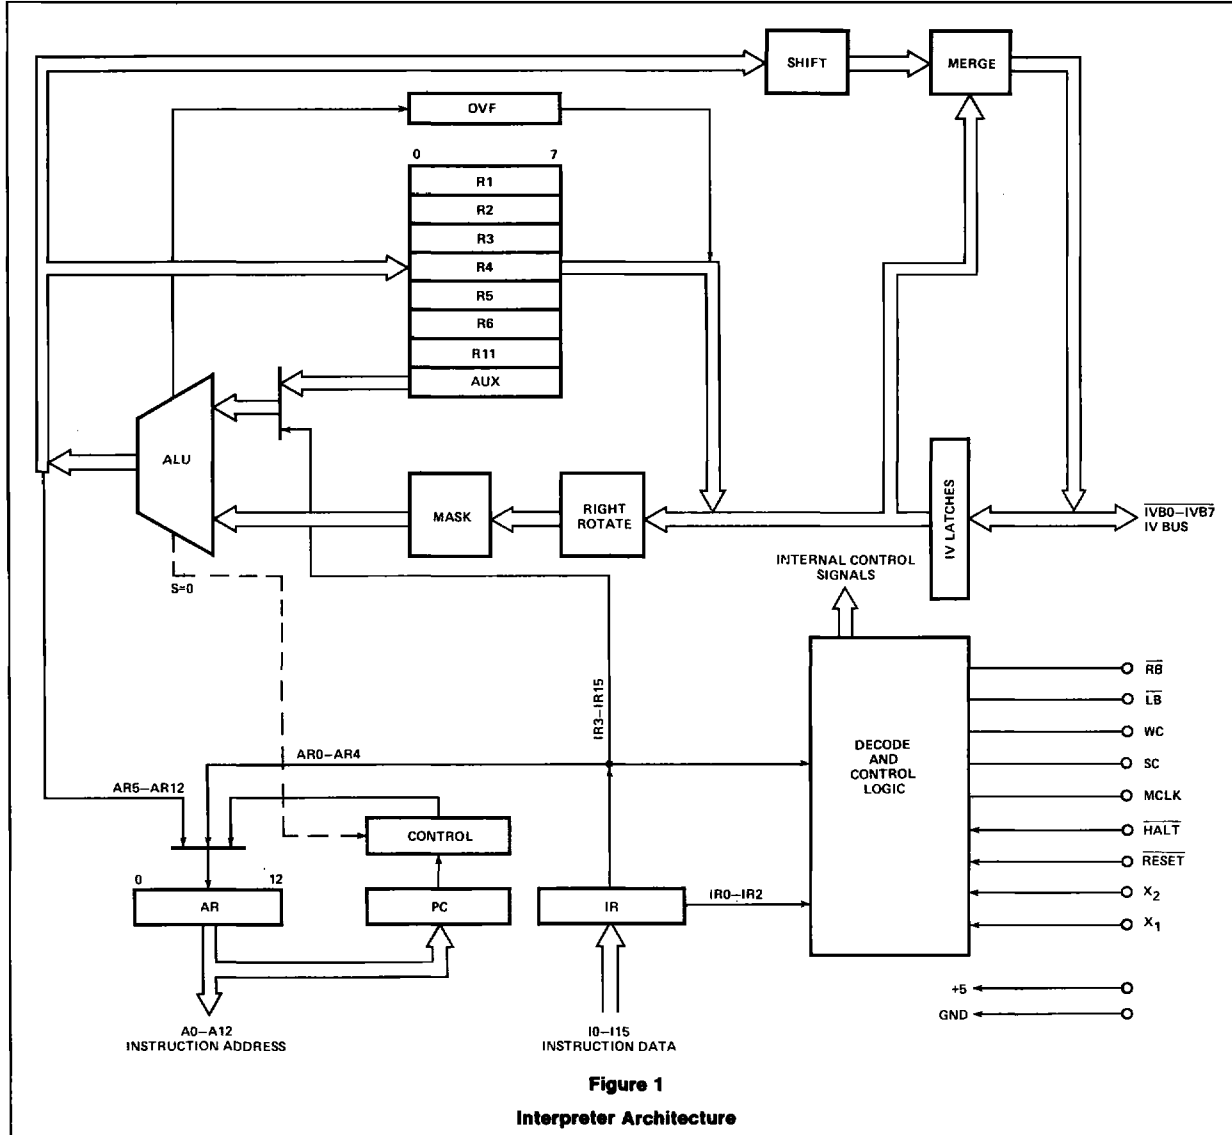 SHIFT
MERGE
OVF
0 7
R1
R2
R3
R4
R5
R6
R11
AUX
ALU
MASK
RIGHT
ROTATE
IV LATCHES
IVB0–IVB7
IV BUS
INTERNAL CONTROL
SIGNALS
S=0
IR3–IR15
AR0–AR4
AR5–AR12
DECODE
AND
CONTROL
LOGIC
RB
LB
WC
SC
MCLK
HALT
RESET
X2
X1
CONTROL
0 12
AR
PC
IR
IR0–IR2
+5
GND
A0–A12
INSTRUCTION ADDRESS
I0–I15
INSTRUCTION DATA
Figure 1
Interpreter Architecture